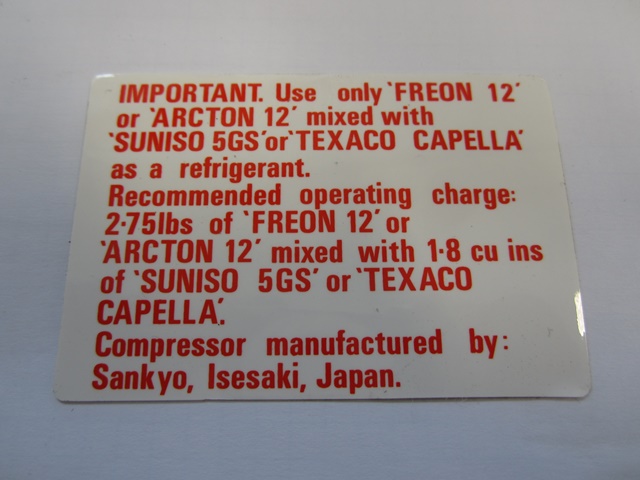 IMPORTANT. Use only 'FREON 12'
or 'ARCTON 12' mixed with
'SUNISO 5GS' or 'TEXACO CAPELLA'
as a refrigerant.
Recommended operating charge:
2·75lbs of 'FREON 12' or
'ARCTON 12' mixed with 1·8 cu ins
of 'SUNISO 5GS' or 'TEXACO
CAPELLA'.
Compressor manufactured by:
Sankyo, Isesaki, Japan.